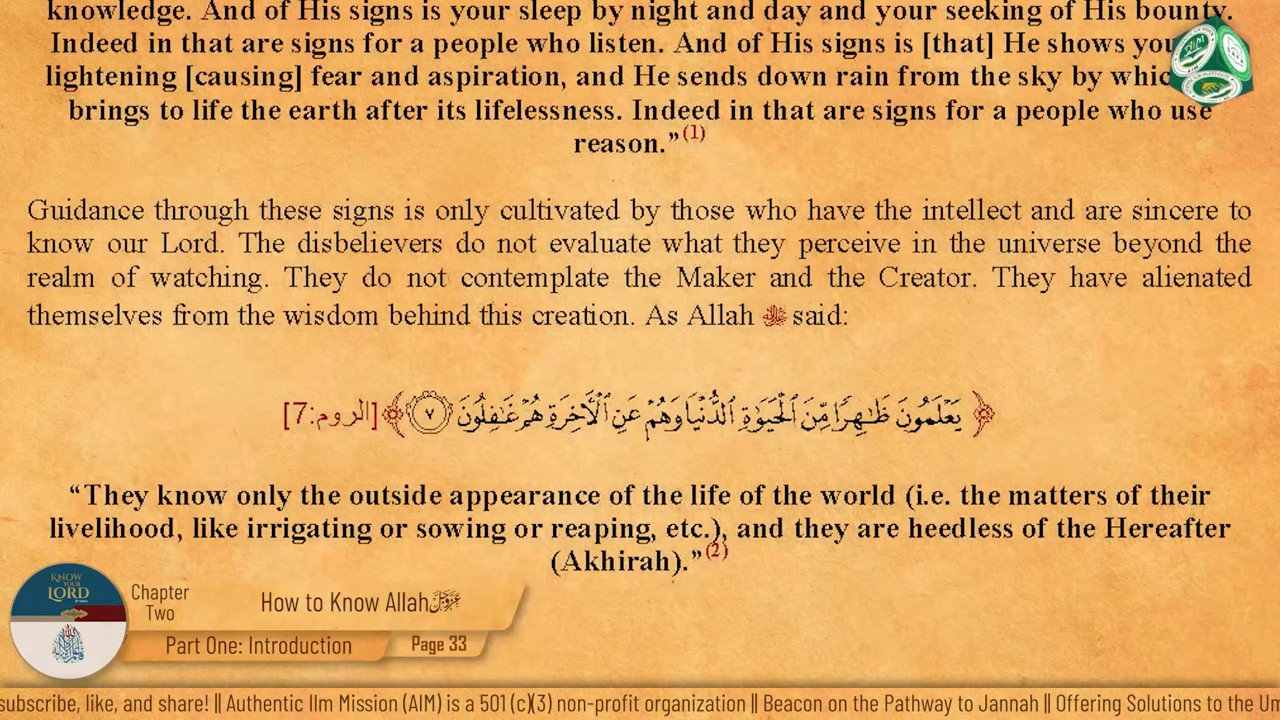 knowledge. And of His signs is your sleep by night and day and your seeking of His bounty.
Indeed in that are signs for a people who listen. And of His signs is [that] He shows you
lightening [causing] fear and aspiration, and He sends down rain from the sky by which
brings to life the earth after its lifelessness. Indeed in that are signs for a people who use
reason.”(1)
Guidance through these signs is only cultivated by those who have the intellect and are sincere to
know our Lord. The disbelievers do not evaluate what they perceive in the universe beyond the
realm of watching. They do not contemplate the Maker and the Creator. They have alienated
themselves from the wisdom behind this creation. As Allah ﷻ said:
﴿يَعْلَمُونَ ظَٰهِرًا مِّنَ ٱلْحَيَوٰةِ ٱلدُّنْيَا وَهُمْ عَنِ ٱلْأَخِرَةِ هُمْ غَٰفِلُونَ ٧﴾ [الروم:7]
“They know only the outside appearance of the life of the world (i.e. the matters of their
livelihood, like irrigating or sowing or reaping, etc.), and they are heedless of the Hereafter
(Akhirah).”(2)
KNOW YOUR LORD
Chapter Two
How to Know Allah عَزَّوَجَلَّ
Part One: Introduction
Page 33
subscribe, like, and share! || Authentic Ilm Mission (AIM) is a 501 (c)(3) non-profit organization || Beacon on the Pathway to Jannah || Offering Solutions to the Un